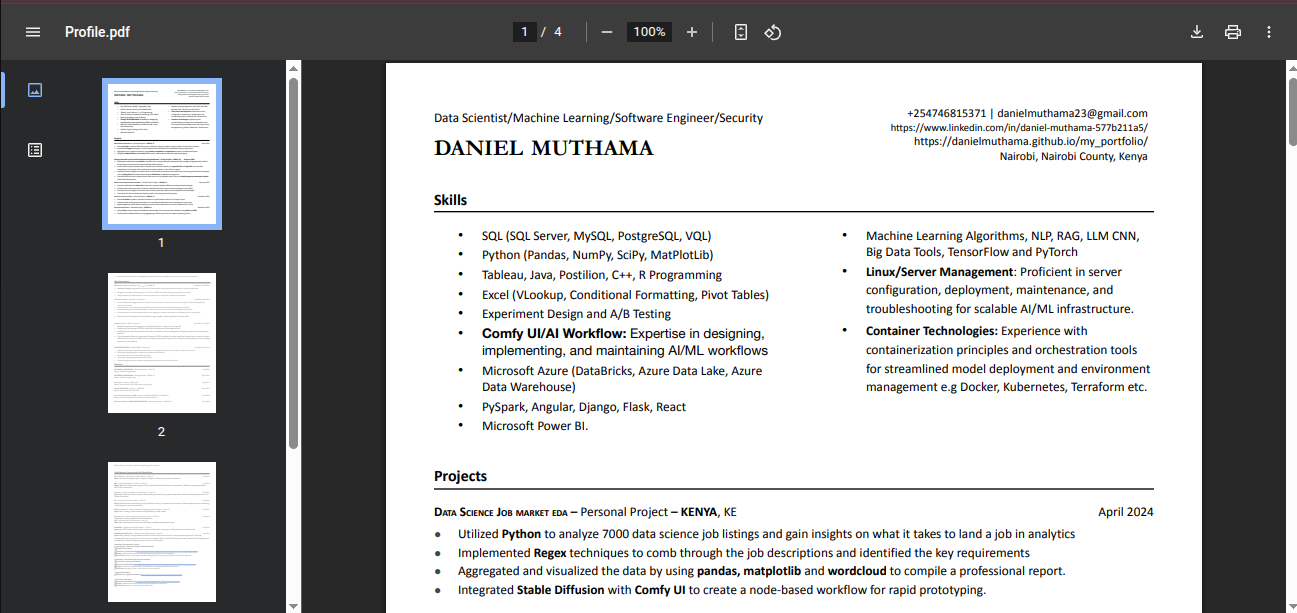 Profile.pdf
1 / 4
100%
1
2
Data Scientist/Machine Learning/Software Engineer/Security
DANIEL MUTHAMA
+254746815371 | danielmuthama23@gmail.com
https://www.linkedin.com/in/daniel-muthama-577b211a5/
https://danielmuthama.github.io/my_portfolio/
Nairobi, Nairobi County, Kenya
Skills
• SQL (SQL Server, MySQL, PostgreSQL, VQL)
• Python (Pandas, NumPy, SciPy, MatPlotLib)
• Tableau, Java, Postilion, C++, R Programming
• Excel (VLookup, Conditional Formatting, Pivot Tables)
• Experiment Design and A/B Testing
• Comfy UI/AI Workflow: Expertise in designing,
implementing, and maintaining AI/ML workflows
• Microsoft Azure (DataBricks, Azure Data Lake, Azure
Data Warehouse)
• PySpark, Angular, Django, Flask, React
• Microsoft Power BI.
• Machine Learning Algorithms, NLP, RAG, LLM CNN,
Big Data Tools, TensorFlow and PyTorch
• Linux/Server Management: Proficient in server
configuration, deployment, maintenance, and
troubleshooting for scalable AI/ML infrastructure.
• Container Technologies: Experience with
containerization principles and orchestration tools
for streamlined model deployment and environment
management e.g Docker, Kubernetes, Terraform etc.
Projects
DATA SCIENCE JOB MARKET EDA – Personal Project – KENYA, KE April 2024
● Utilized Python to analyze 7000 data science job listings and gain insights on what it takes to land a job in analytics
● Implemented Regex techniques to comb through the job descriptions and identified the key requirements
● Aggregated and visualized the data by using pandas, matplotlib and wordcloud to compile a professional report.
● Integrated Stable Diffusion with Comfy UI to create a node-based workflow for rapid prototyping.